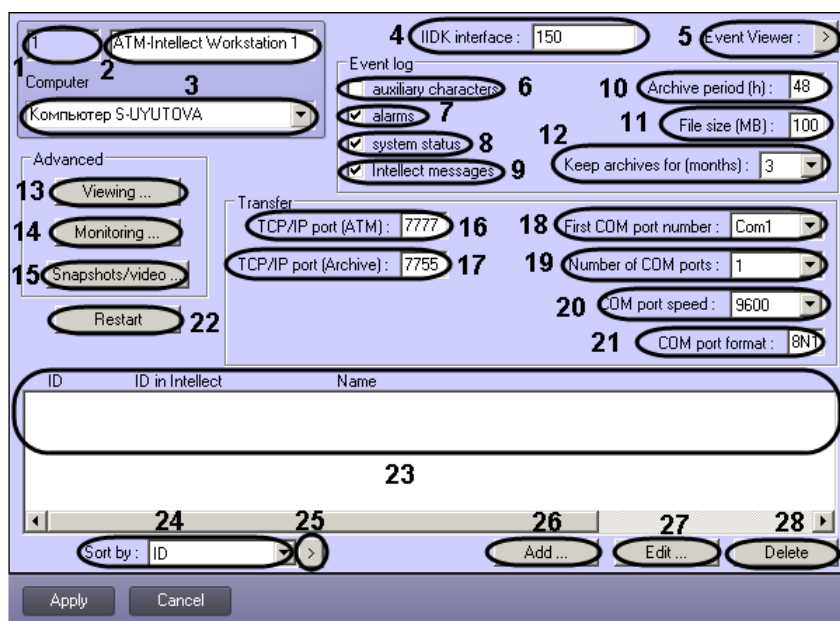 1 ATM-Intellect Workstation 1 4 IIDK interface : 150 5 Event Viewer : >
1 2 Event log
Computer 3 auxiliary characters 6 10 Archive period (h) : 48
Компьютер S-UYUTOVA alarms 7 11 File size (MB) : 100
system status 8 12
Advanced Intellect messages 9 Keep archives for (months) : 3
13 Viewing ... Transfer
14 Monitoring ... TCP/IP port (ATM) : 7777 16 18 First COM port number : Com1
15 Snapshots/video ... TCP/IP port (Archive) : 7755 17 19 Number of COM ports : 1
20 COM port speed : 9600
Restart 22
21 COM port format : 8N1
ID ID in Intellect Name
23
24 25 26 27 28
Sort by : ID > Add ... Edit ... Delete
Apply Cancel